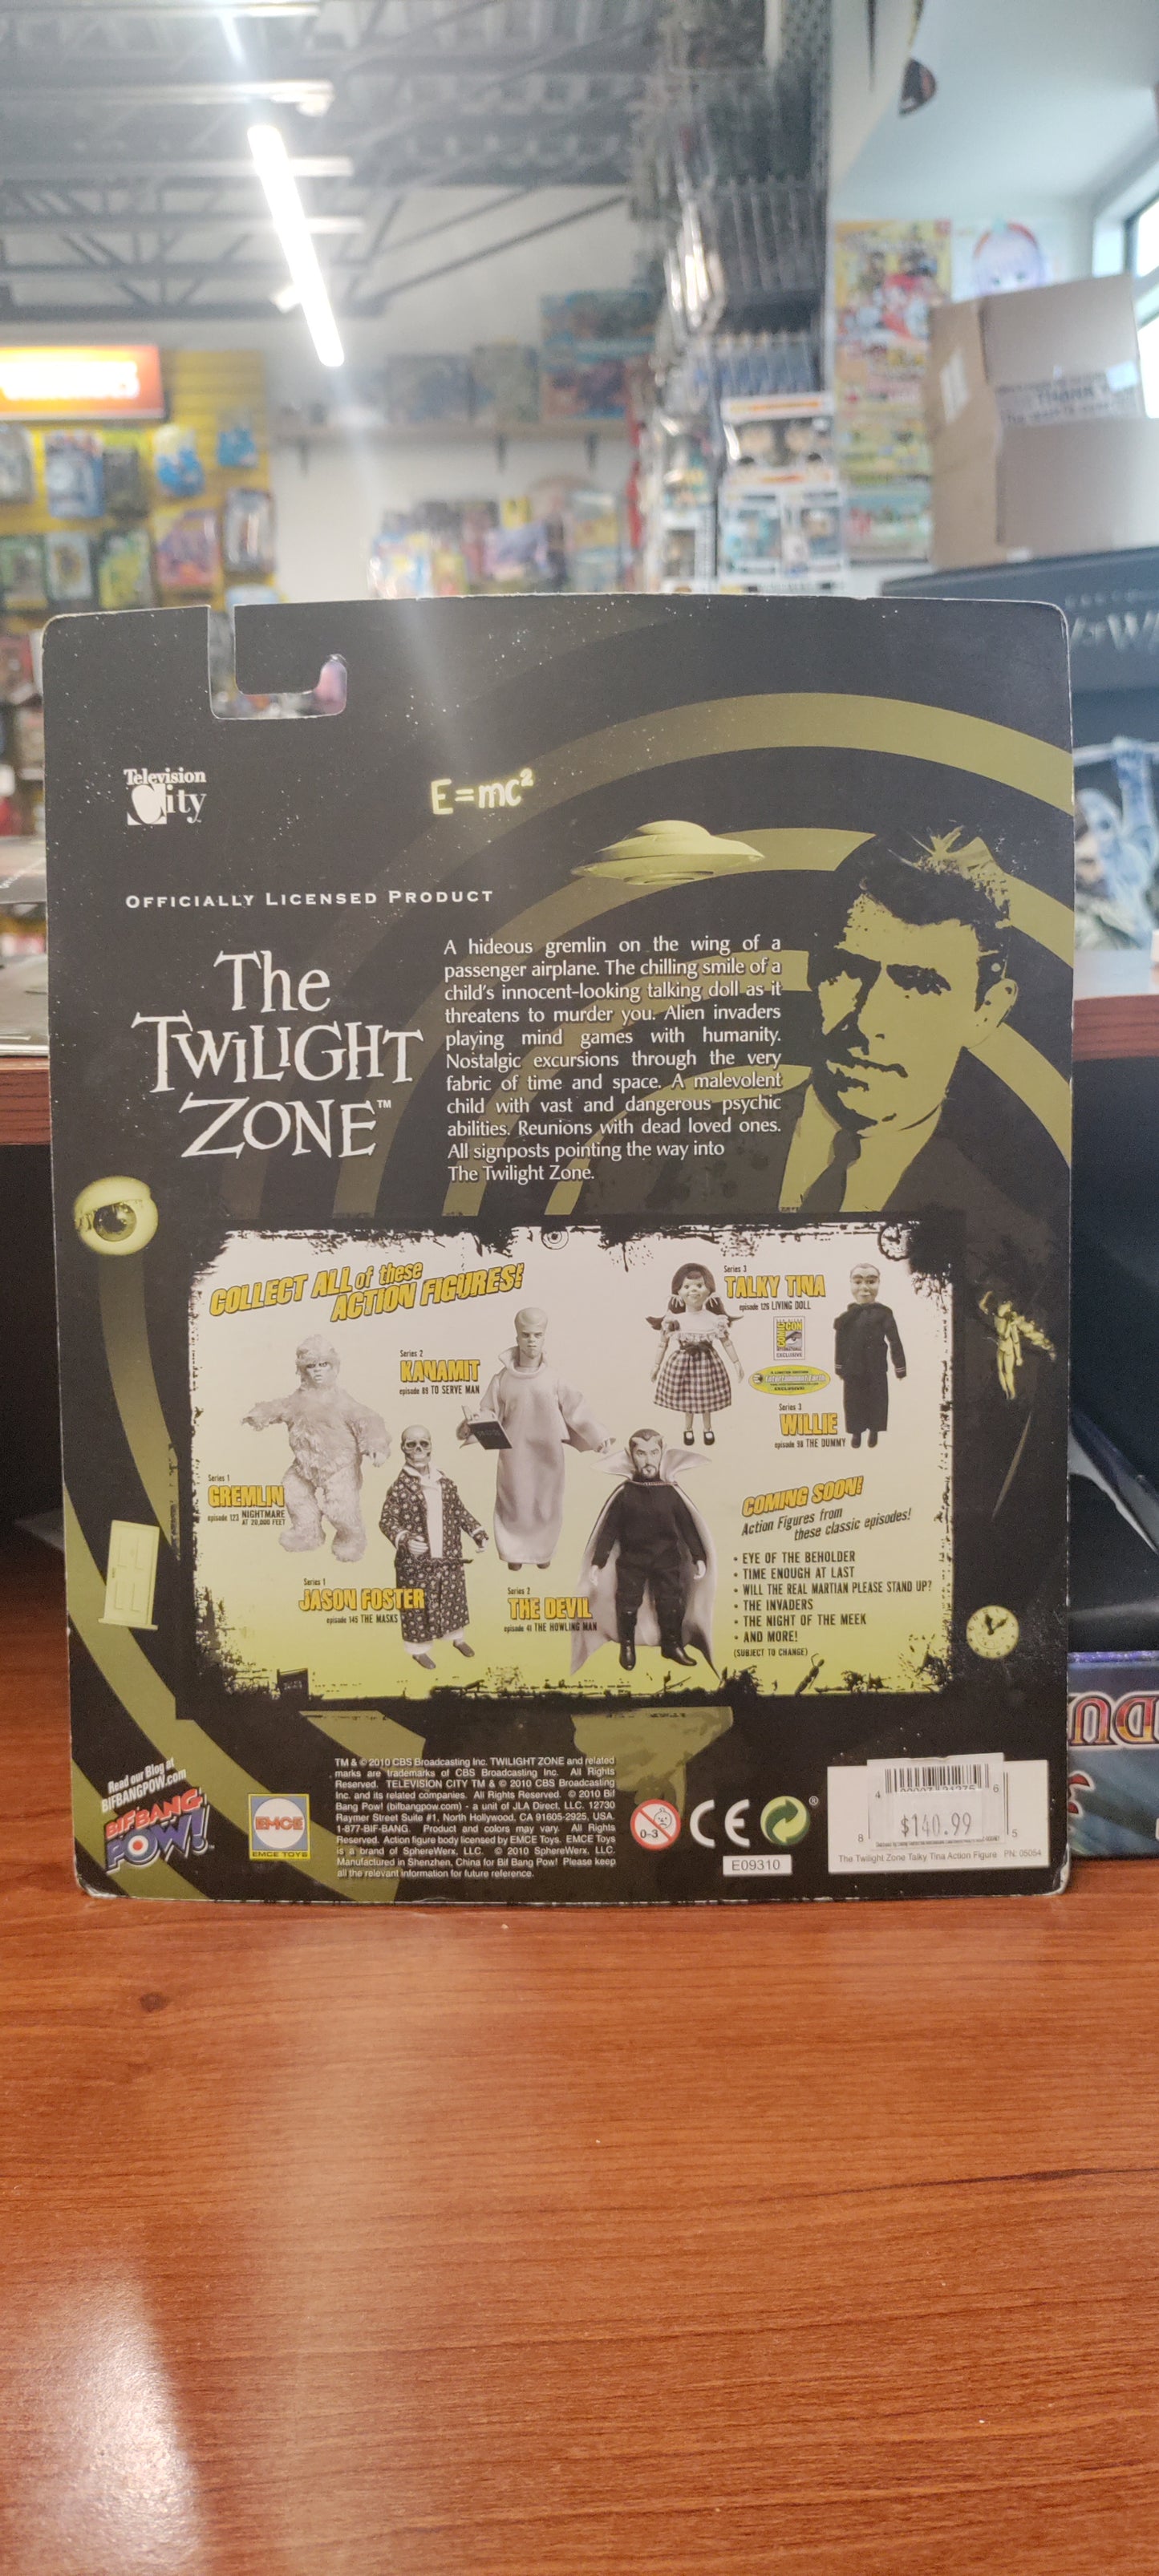 Television
City
E=mc²
OFFICIALLY LICENSED PRODUCT
The
TWILIGHT
ZONE™
A hideous gremlin on the wing of a
passenger airplane. The chilling smile of a
child's innocent-looking talking doll as it
threatens to murder you. Alien invaders
playing mind games with humanity.
Nostalgic excursions through the very
fabric of time and space. A malevolent
child with vast and dangerous psychic
abilities. Reunions with dead loved ones.
All signposts pointing the way into
The Twilight Zone.
COLLECT ALL of these
ACTION FIGURES!
Series 1
GREMLIN
episode 123 NIGHTMARE
AT 20,000 FEET
Series 2
KANAMIT
episode 89 TO SERVE MAN
Series 1
JASON FOSTER
episode 145 THE MASKS
Series 2
THE DEVIL
episode 41 THE HOWLING MAN
Series 3
TALKY TINA
episode 126 LIVING DOLL
COMIC CON
EXCLUSIVE
Entertainment Earth
EXCLUSIVE!
Series 3
WILLIE
episode 98 THE DUMMY
COMING SOON!
Action Figures from
these classic episodes!
• EYE OF THE BEHOLDER
• TIME ENOUGH AT LAST
• WILL THE REAL MARTIAN PLEASE STAND UP?
• THE INVADERS
• THE NIGHT OF THE MEEK
• AND MORE!
(SUBJECT TO CHANGE)
Read our Blog at
BIFBANGPOW.com
BIF BANG
POW!
EMCE
EMCE TOYS
TM & © 2010 CBS Broadcasting Inc. TWILIGHT ZONE and related
marks are trademarks of CBS Broadcasting Inc. All Rights
Reserved. TELEVISION CITY TM & © 2010 CBS Broadcasting
Inc. and its related companies. All Rights Reserved. © 2010 Bif
Bang Pow! (bifbangpow.com) - a unit of JLA Direct, LLC. 12730
Raymer Street Suite #1, North Hollywood, CA 91605-2925, USA.
1-877-BIF-BANG. Product and colors may vary. All Rights
Reserved. Action figure body licensed by EMCE Toys. EMCE Toys
is a brand of SphereWerx, LLC. © 2010 SphereWerx, LLC.
Manufactured in Shenzhen, China for Bif Bang Pow! Please keep
all the relevant information for future reference.
0-3
CE
®
E09310
$140.99
The Twilight Zone Talky Tina Action Figure PN: 05054
THANK